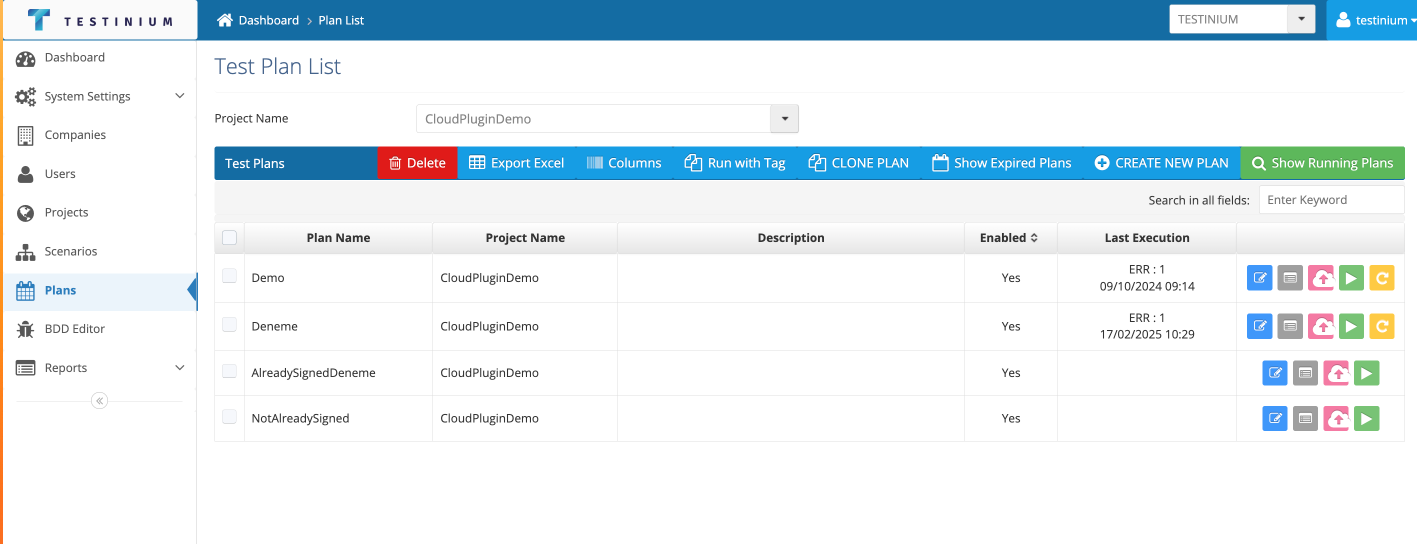 TESTINIUM
Dashboard > Plan List
TESTINIUM
testinium
Dashboard
System Settings
Companies
Users
Projects
Scenarios
Plans
BDD Editor
Reports
Test Plan List
Project Name
CloudPluginDemo
Test Plans Delete Export Excel Columns Run with Tag CLONE PLAN Show Expired Plans CREATE NEW PLAN Show Running Plans
Search in all fields: Enter Keyword
Plan Name Project Name Description Enabled Last Execution
Demo CloudPluginDemo Yes ERR : 1
09/10/2024 09:14
Deneme CloudPluginDemo Yes ERR : 1
17/02/2025 10:29
AlreadySignedDeneme CloudPluginDemo Yes
NotAlreadySigned CloudPluginDemo Yes